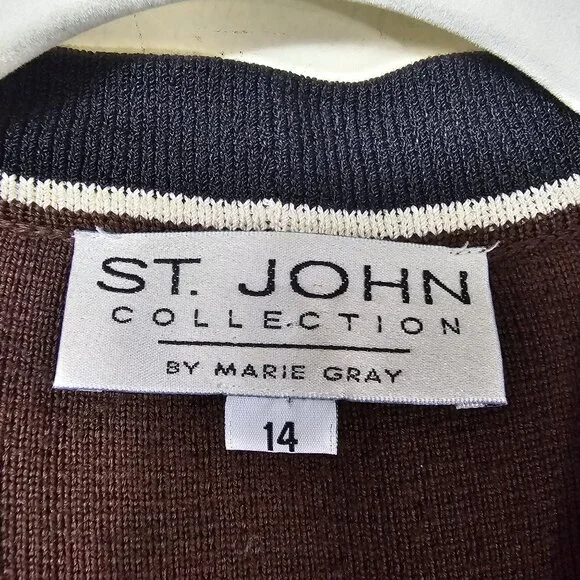 ST. JOHN
COLLECTION
BY MARIE GRAY
14